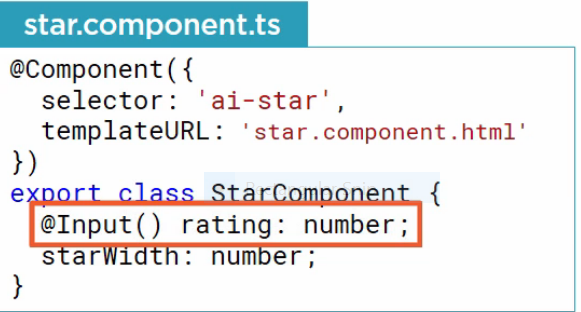 star.component.ts
@Component({
selector: 'ai-star',
templateURL: 'star.component.html'
})
export class StarComponent {
@Input() rating: number;
starWidth: number;
}